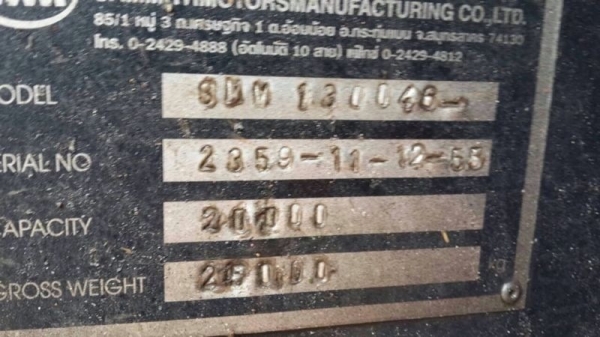 MOTORSMANUFACTURING CO.,LTD.
85/1 หมู่ 3 ถ.เศรษฐกิจ 1 ต.อ้อมน้อย อ.กระทุ่มแบน จ.สมุทรสาคร 74130
โทร. 0-2429-4888 (อัตโนมัติ 10 สาย) แฟ็กซ์ 0-2429-4812
ODEL
ERIAL NO 2359-11-12-55
APACITY 20000
GROSS WEIGHT KG